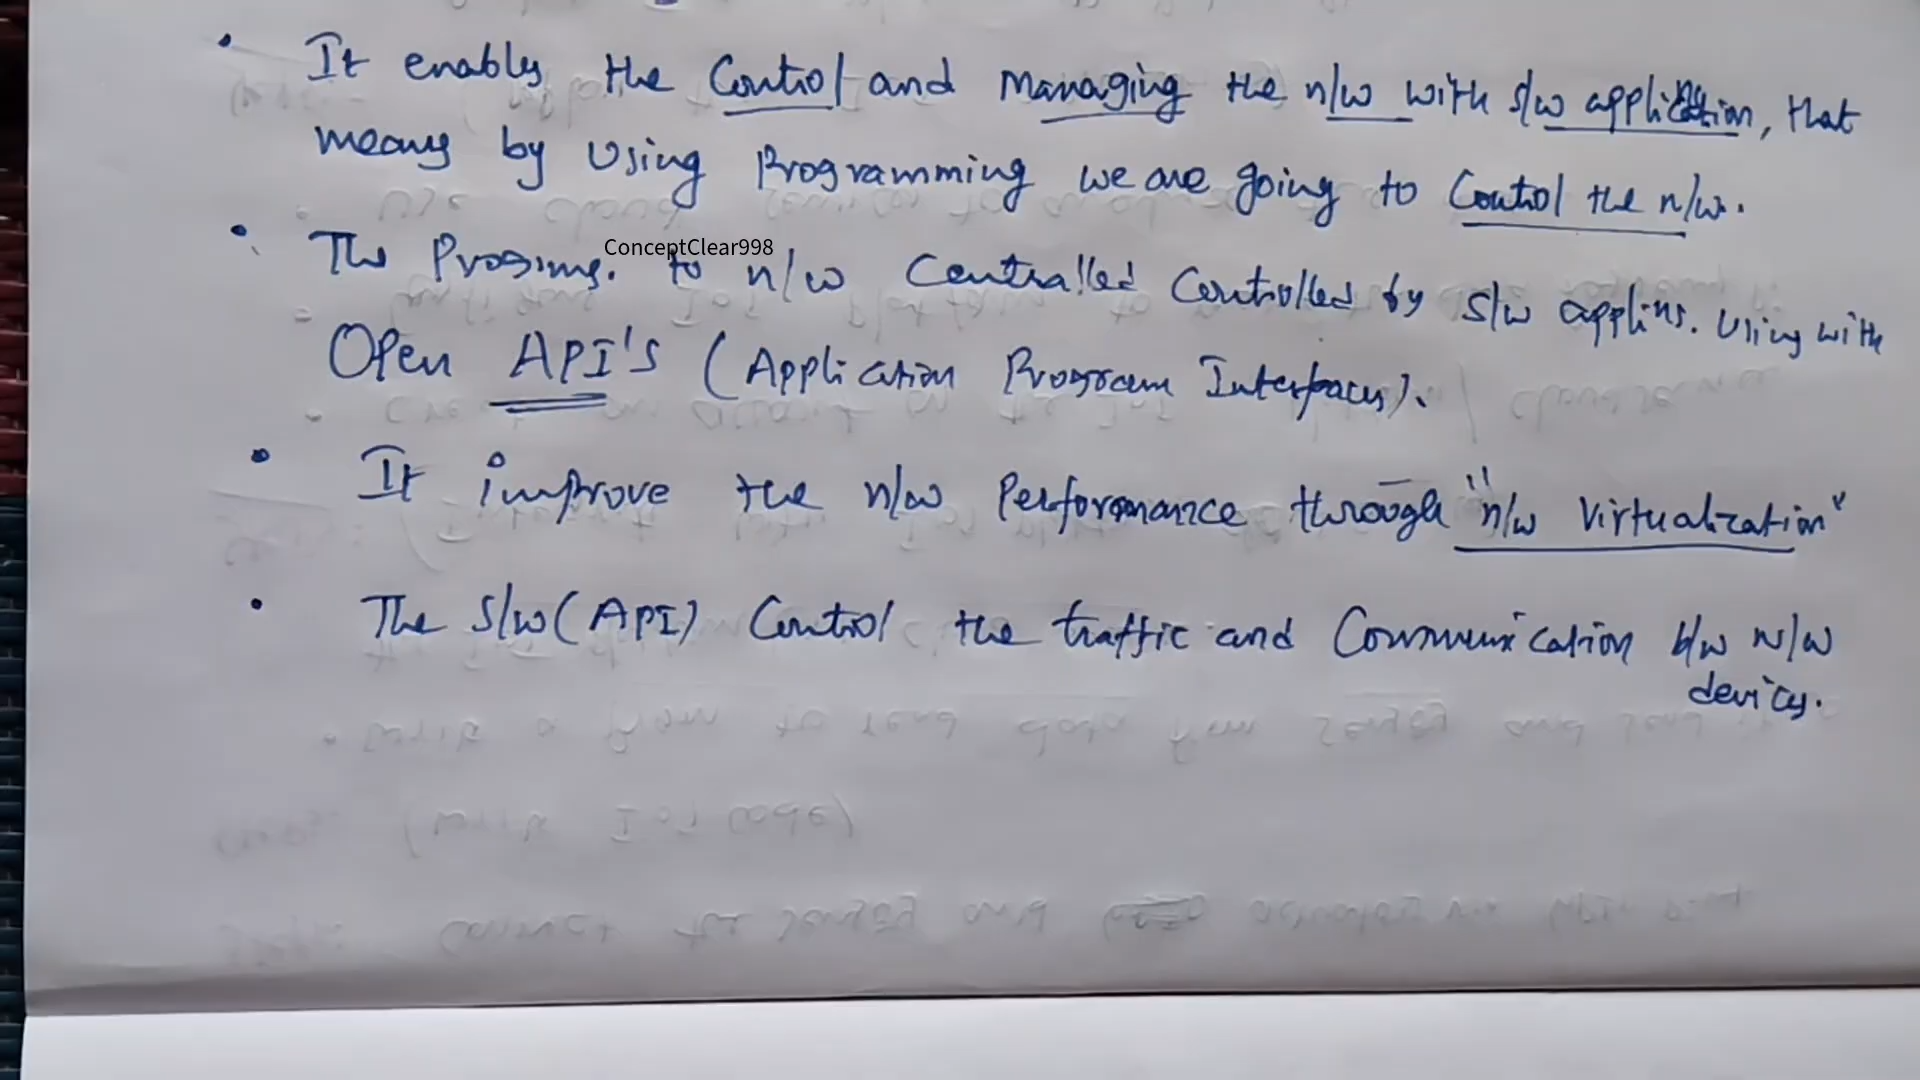 • It enables the Control and Managing the n/w with s/w application, that
means by using Programming we are going to Control the n/w.
ConceptClear998
• The Progrmg. to n/w Centralled Controlled by S/w applins. Using with
Open API's (Application Program Interfaces).
• It improve the n/w Performance through "n/w Virtualization"
• The S/w (API) Control the traffic and Communication b/w N/w
devices.